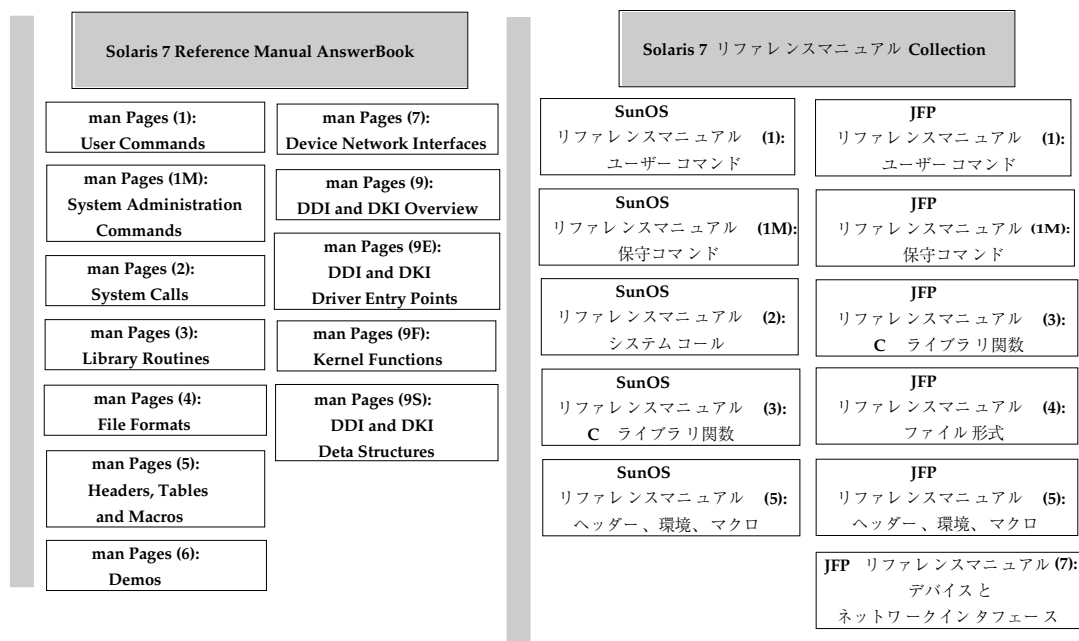 Solaris 7 Reference Manual AnswerBook
man Pages (1):
User Commands
man Pages (1M):
System Administration
Commands
man Pages (2):
System Calls
man Pages (3):
Library Routines
man Pages (4):
File Formats
man Pages (5):
Headers, Tables
and Macros
man Pages (6):
Demos
man Pages (7):
Device Network Interfaces
man Pages (9):
DDI and DKI Overview
man Pages (9E):
DDI and DKI
Driver Entry Points
man Pages (9F):
Kernel Functions
man Pages (9S):
DDI and DKI
Deta Structures
Solaris 7 リファレンスマニュアル Collection
SunOS
リファレンスマニュアル (1):
ユーザーコマンド
SunOS
リファレンスマニュアル (1M):
保守コマンド
SunOS
リファレンスマニュアル (2):
システムコール
SunOS
リファレンスマニュアル (3):
C ライブラリ関数
SunOS
リファレンスマニュアル (5):
ヘッダー、環境、マクロ
JFP
リファレンスマニュアル (1):
ユーザーコマンド
JFP
リファレンスマニュアル (1M):
保守コマンド
JFP
リファレンスマニュアル (3):
C ライブラリ関数
JFP
リファレンスマニュアル (4):
ファイル形式
JFP
リファレンスマニュアル (5):
ヘッダー、環境、マクロ
JFP リファレンスマニュアル (7):
デバイスと
ネットワークインタフェース